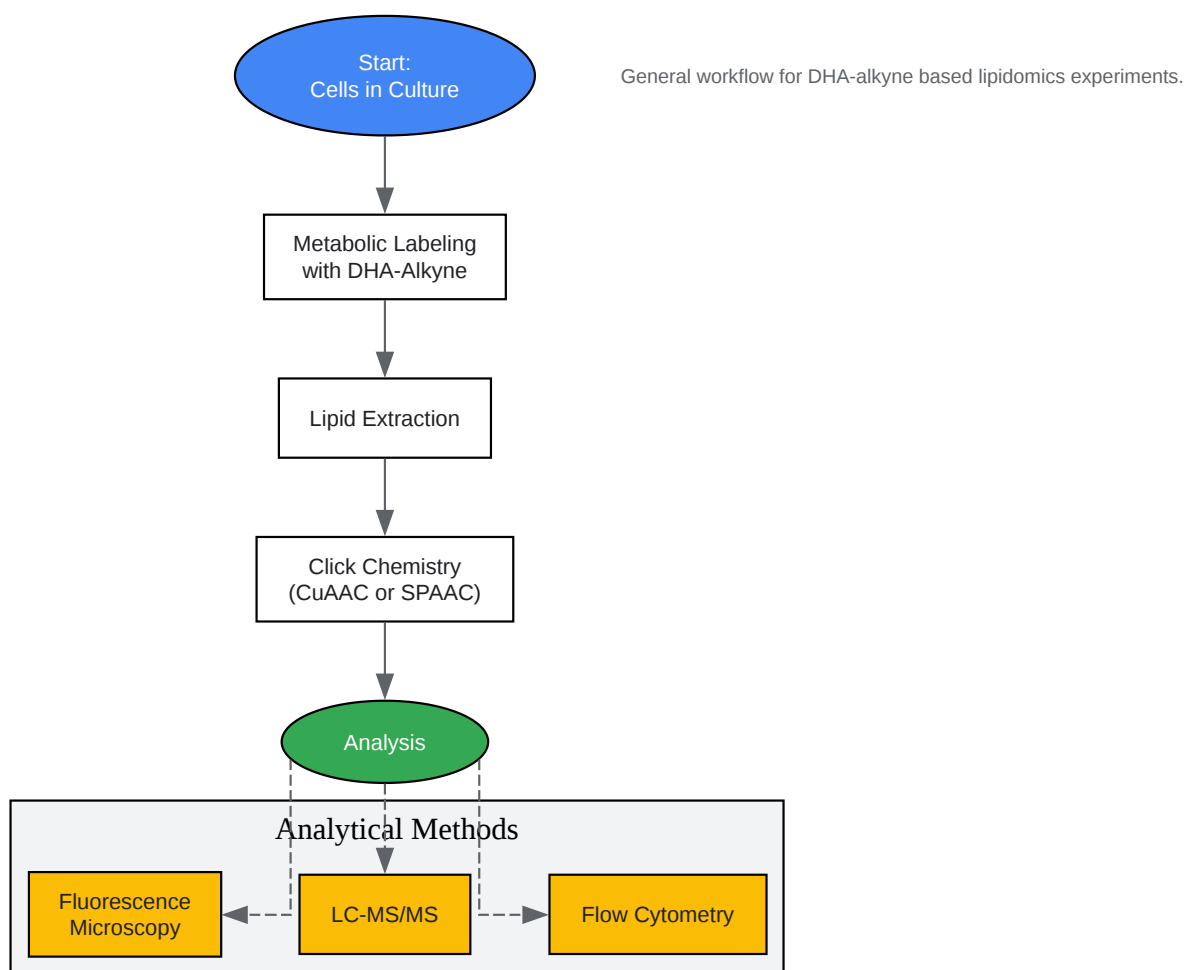 Start:
Cells in Culture
General workflow for DHA-alkyne based lipidomics experiments.
Metabolic Labeling
with DHA-Alkyne
Lipid Extraction
Click Chemistry
(CuAAC or SPAAC)
Analysis
Analytical Methods
Fluorescence
Microscopy
LC-MS/MS
Flow Cytometry